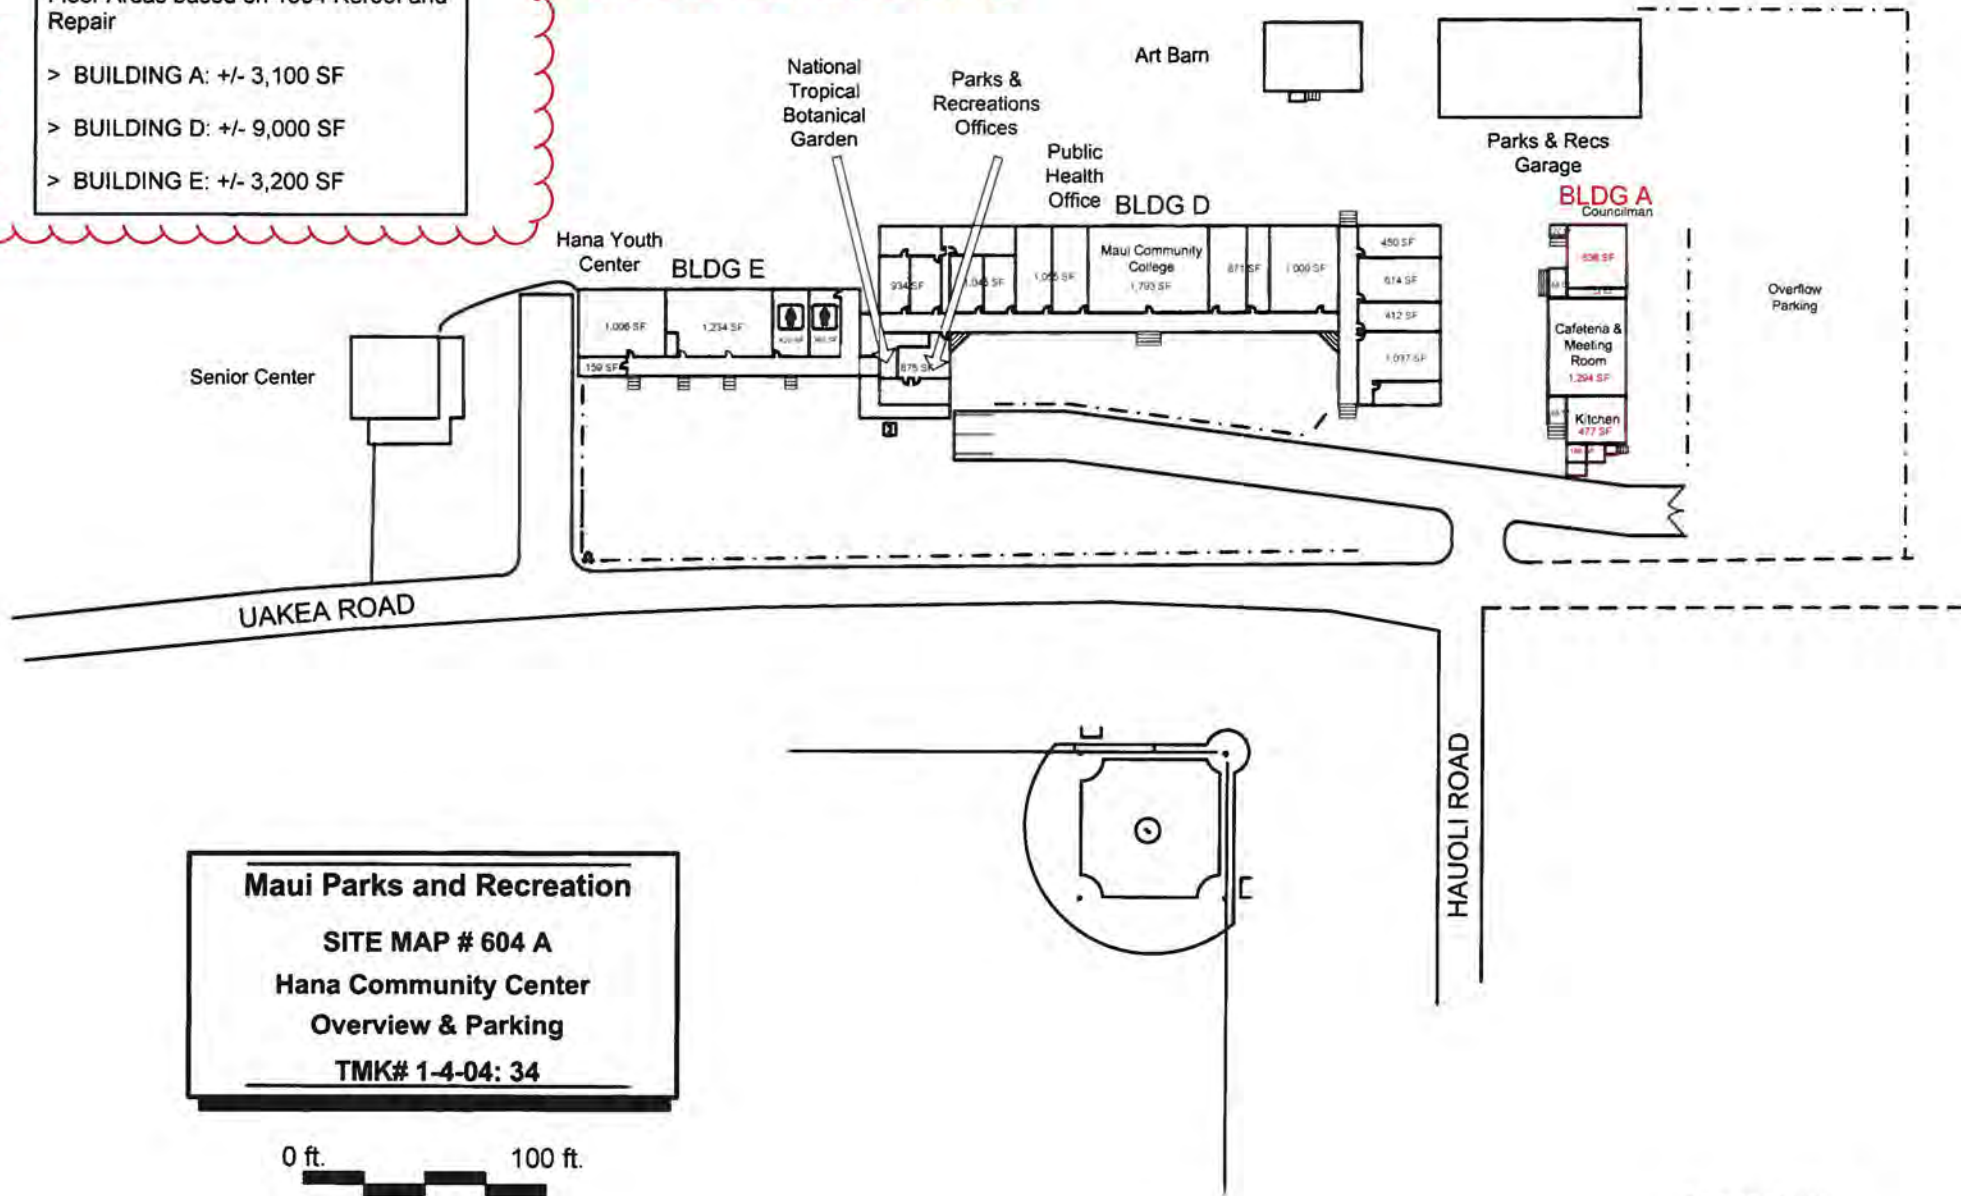 Repair
> BUILDING A: +/- 3,100 SF
> BUILDING D: +/- 9,000 SF
> BUILDING E: +/- 3,200 SF
National
Tropical
Botanical
Garden
Parks &
Recreations
Offices
Public
Health
Office
Art Barn
Parks & Recs
Garage
BLDG A
Councilman
BLDG D
Hana Youth
Center
BLDG E
Maui Community
College
1,793 SF
934 SF
871 SF
1,000 SF
450 SF
614 SF
412 SF
1,037 SF
1,006 SF
1,234 SF
159 SF
875 SF
Senior Center
Cafeteria &
Meeting
Room
1,294 SF
Kitchen
477 SF
Overflow
Parking
UAKEA ROAD
HAUOLI ROAD
Maui Parks and Recreation
SITE MAP # 604 A
Hana Community Center
Overview & Parking
TMK# 1-4-04: 34
0 ft.
100 ft.